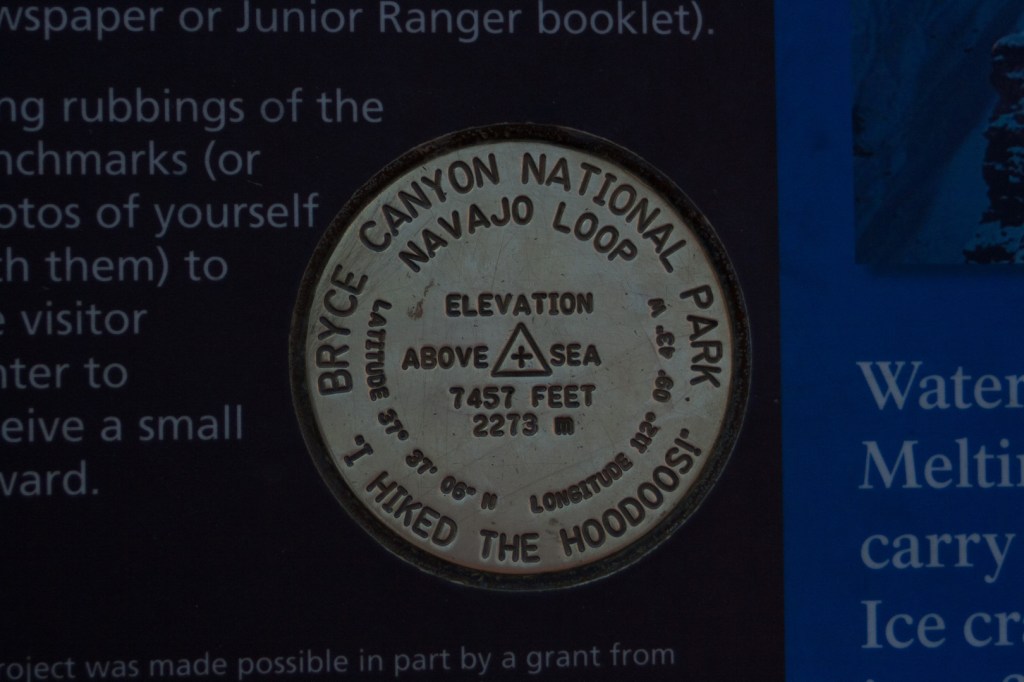 wspaper or Junior Ranger booklet).
ng rubbings of the
nchmarks (or
otos of yourself
th them) to
e visitor
nter to
eive a small
ward.
BRYCE CANYON NATIONAL PARK
NAVAJO LOOP
ELEVATION
ABOVE SEA
7457 FEET
2273 m
LATITUDE 37° 37' 06" N
LONGITUDE 112° 09' 43" W
"I HIKED THE HOODOOS!"
roject was made possible in part by a grant from
Water
Meltin
carry
Ice cr